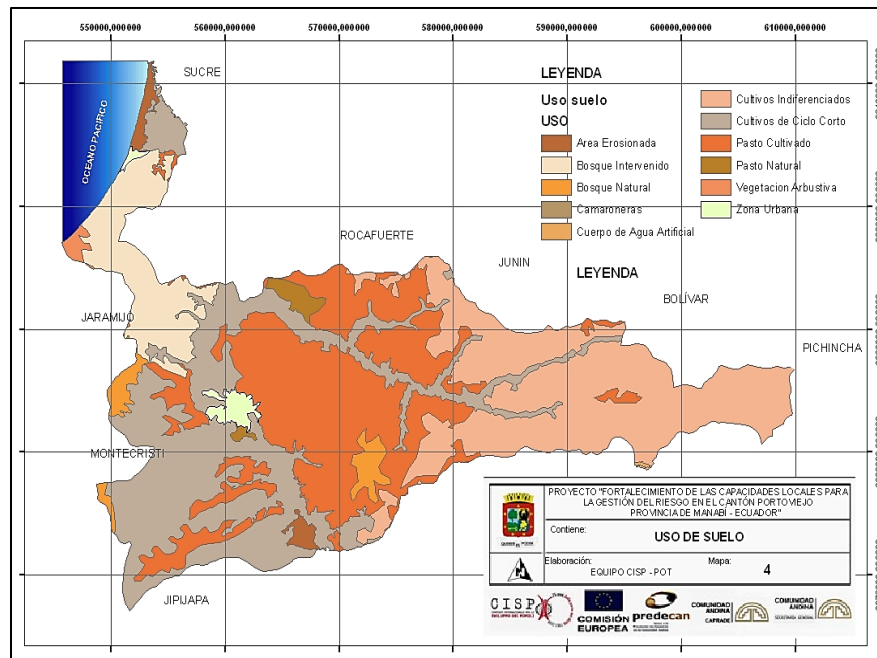 550000,000000 560000,000000 570000,000000 580000,000000 590000,000000 600000,000000 610000,000000
SUCRE
OCEANO PACÍFICO
LEYENDA
Uso suelo
USO
Area Erosionada
Bosque Intervenido
Bosque Natural
Camaroneras
Cuerpo de Agua Artificial
Cultivos Indiferenciados
Cultivos de Ciclo Corto
Pasto Cultivado
Pasto Natural
Vegetacion Arbustiva
Zona Urbana
ROCAFUERTE
JUNIN
LEYENDA
BOLÍVAR
JARAMIJO
PICHINCHA
MONTECRISTI
JIPIJAPA
PROYECTO "FORTALECIMIENTO DE LAS CAPACIDADES LOCALES PARA
LA GESTIÓN DEL RIESGO EN EL CANTÓN PORTOVIEJO
PROVINCIA DE MANABÍ - ECUADOR"
Contiene:
USO DE SUELO
Elaboración:
EQUIPO CISP - POT
Mapa:
4
CISP
COMISIÓN
EUROPEA
predecan
COMUNIDAD
ANDINA
CAPRADE
COMUNIDAD
ANDINA
SECRETARIA GENERAL